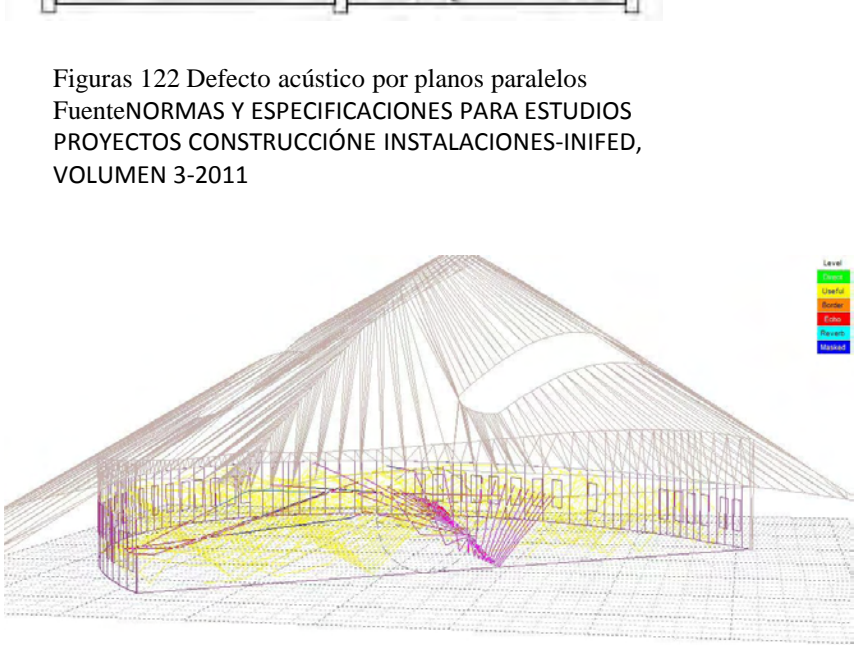 Figuras 122 Defecto acústico por planos paralelos
FuenteNORMAS Y ESPECIFICACIONES PARA ESTUDIOS
PROYECTOS CONSTRUCCIÓNE INSTALACIONES-INIFED,
VOLUMEN 3-2011
Level
Direct
Useful
Border
Echo
Reverb
Masked